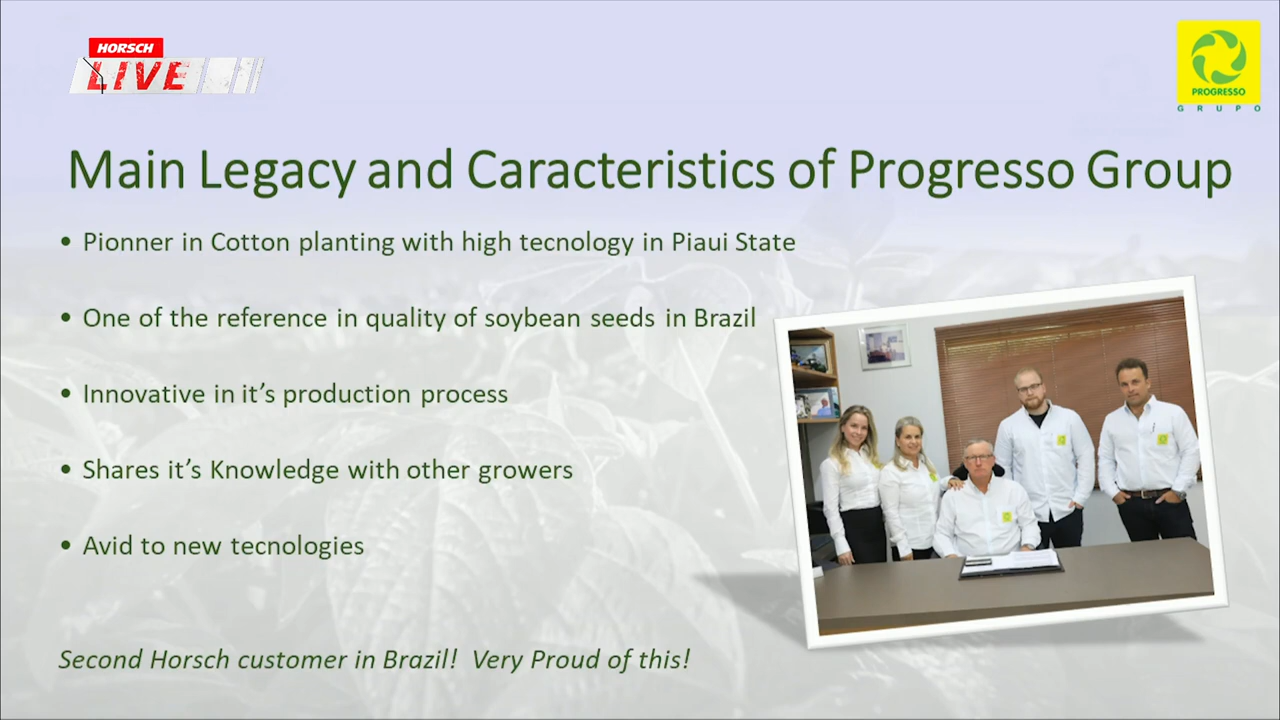 HORSCH
LIVE
PROGRESSO
GRUPO
Main Legacy and Caracteristics of Progresso Group
• Pionner in Cotton planting with high tecnology in Piaui State
• One of the reference in quality of soybean seeds in Brazil
• Innovative in it’s production process
• Shares it’s Knowledge with other growers
• Avid to new tecnologies
Second Horsch customer in Brazil! Very Proud of this!